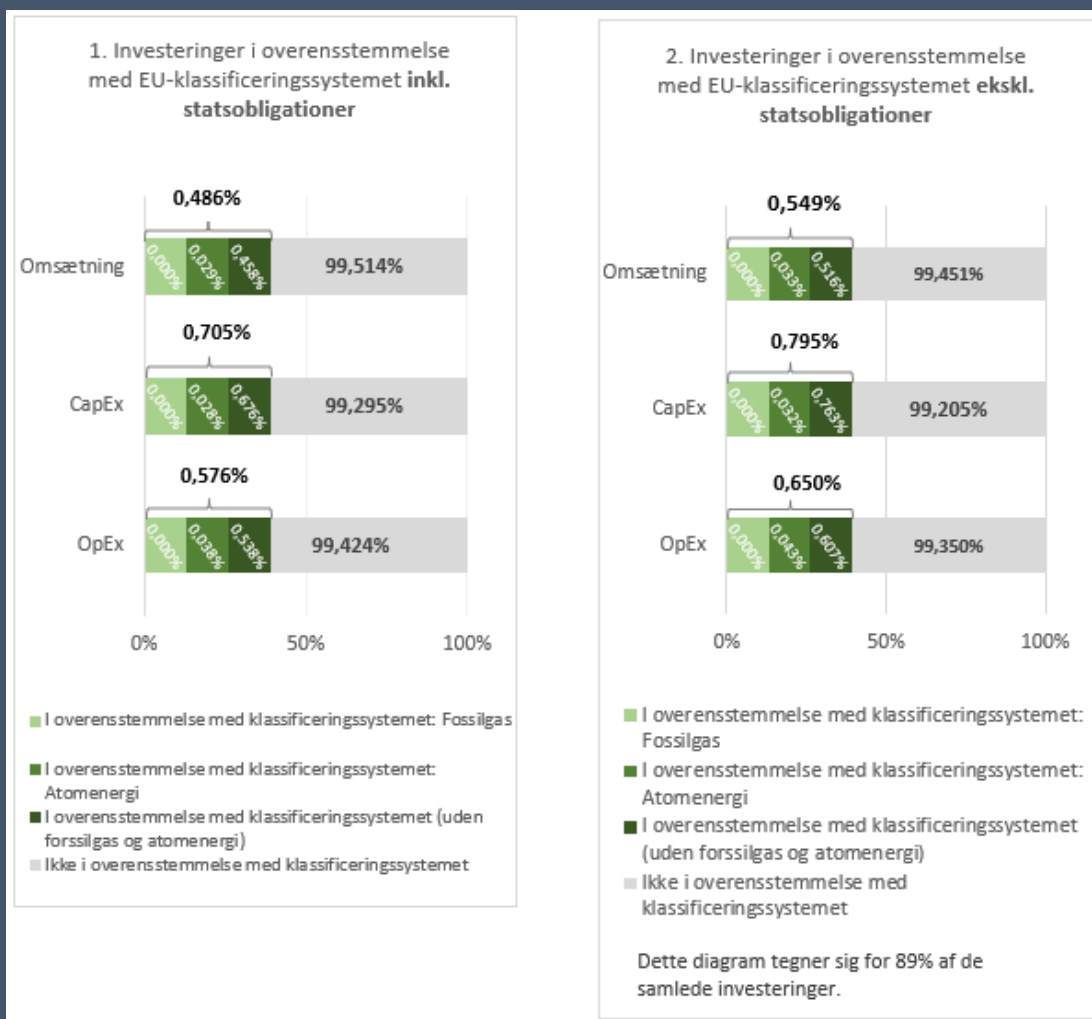 1. Investeringer i overensstemmelse
med EU-klassificeringssystemet inkl.
statsobligationer
0,486%
Omsætning
0,000%
0,029%
0,458%
99,514%
0,705%
CapEx
0,000%
0,028%
0,676%
99,295%
0,576%
OpEx
0,000%
0,038%
0,538%
99,424%
0%
50%
100%
I overensstemmelse med klassificeringssystemet: Fossilgas
I overensstemmelse med klassificeringssystemet:
Atomenergi
I overensstemmelse med klassificeringssystemet (uden
forssilgas og atomenergi)
Ikke i overensstemmelse med klassificeringssystemet
2. Investeringer i overensstemmelse
med EU-klassificeringssystemet ekskl.
statsobligationer
0,549%
Omsætning
0,000%
0,033%
0,516%
99,451%
0,795%
CapEx
0,000%
0,032%
0,763%
99,205%
0,650%
OpEx
0,000%
0,043%
0,607%
99,350%
0%
50%
100%
I overensstemmelse med klassificeringssystemet:
Fossilgas
I overensstemmelse med klassificeringssystemet:
Atomenergi
I overensstemmelse med klassificeringssystemet
(uden forssilgas og atomenergi)
Ikke i overensstemmelse med
klassificeringssystemet
Dette diagram tegner sig for 89% af de
samlede investeringer.